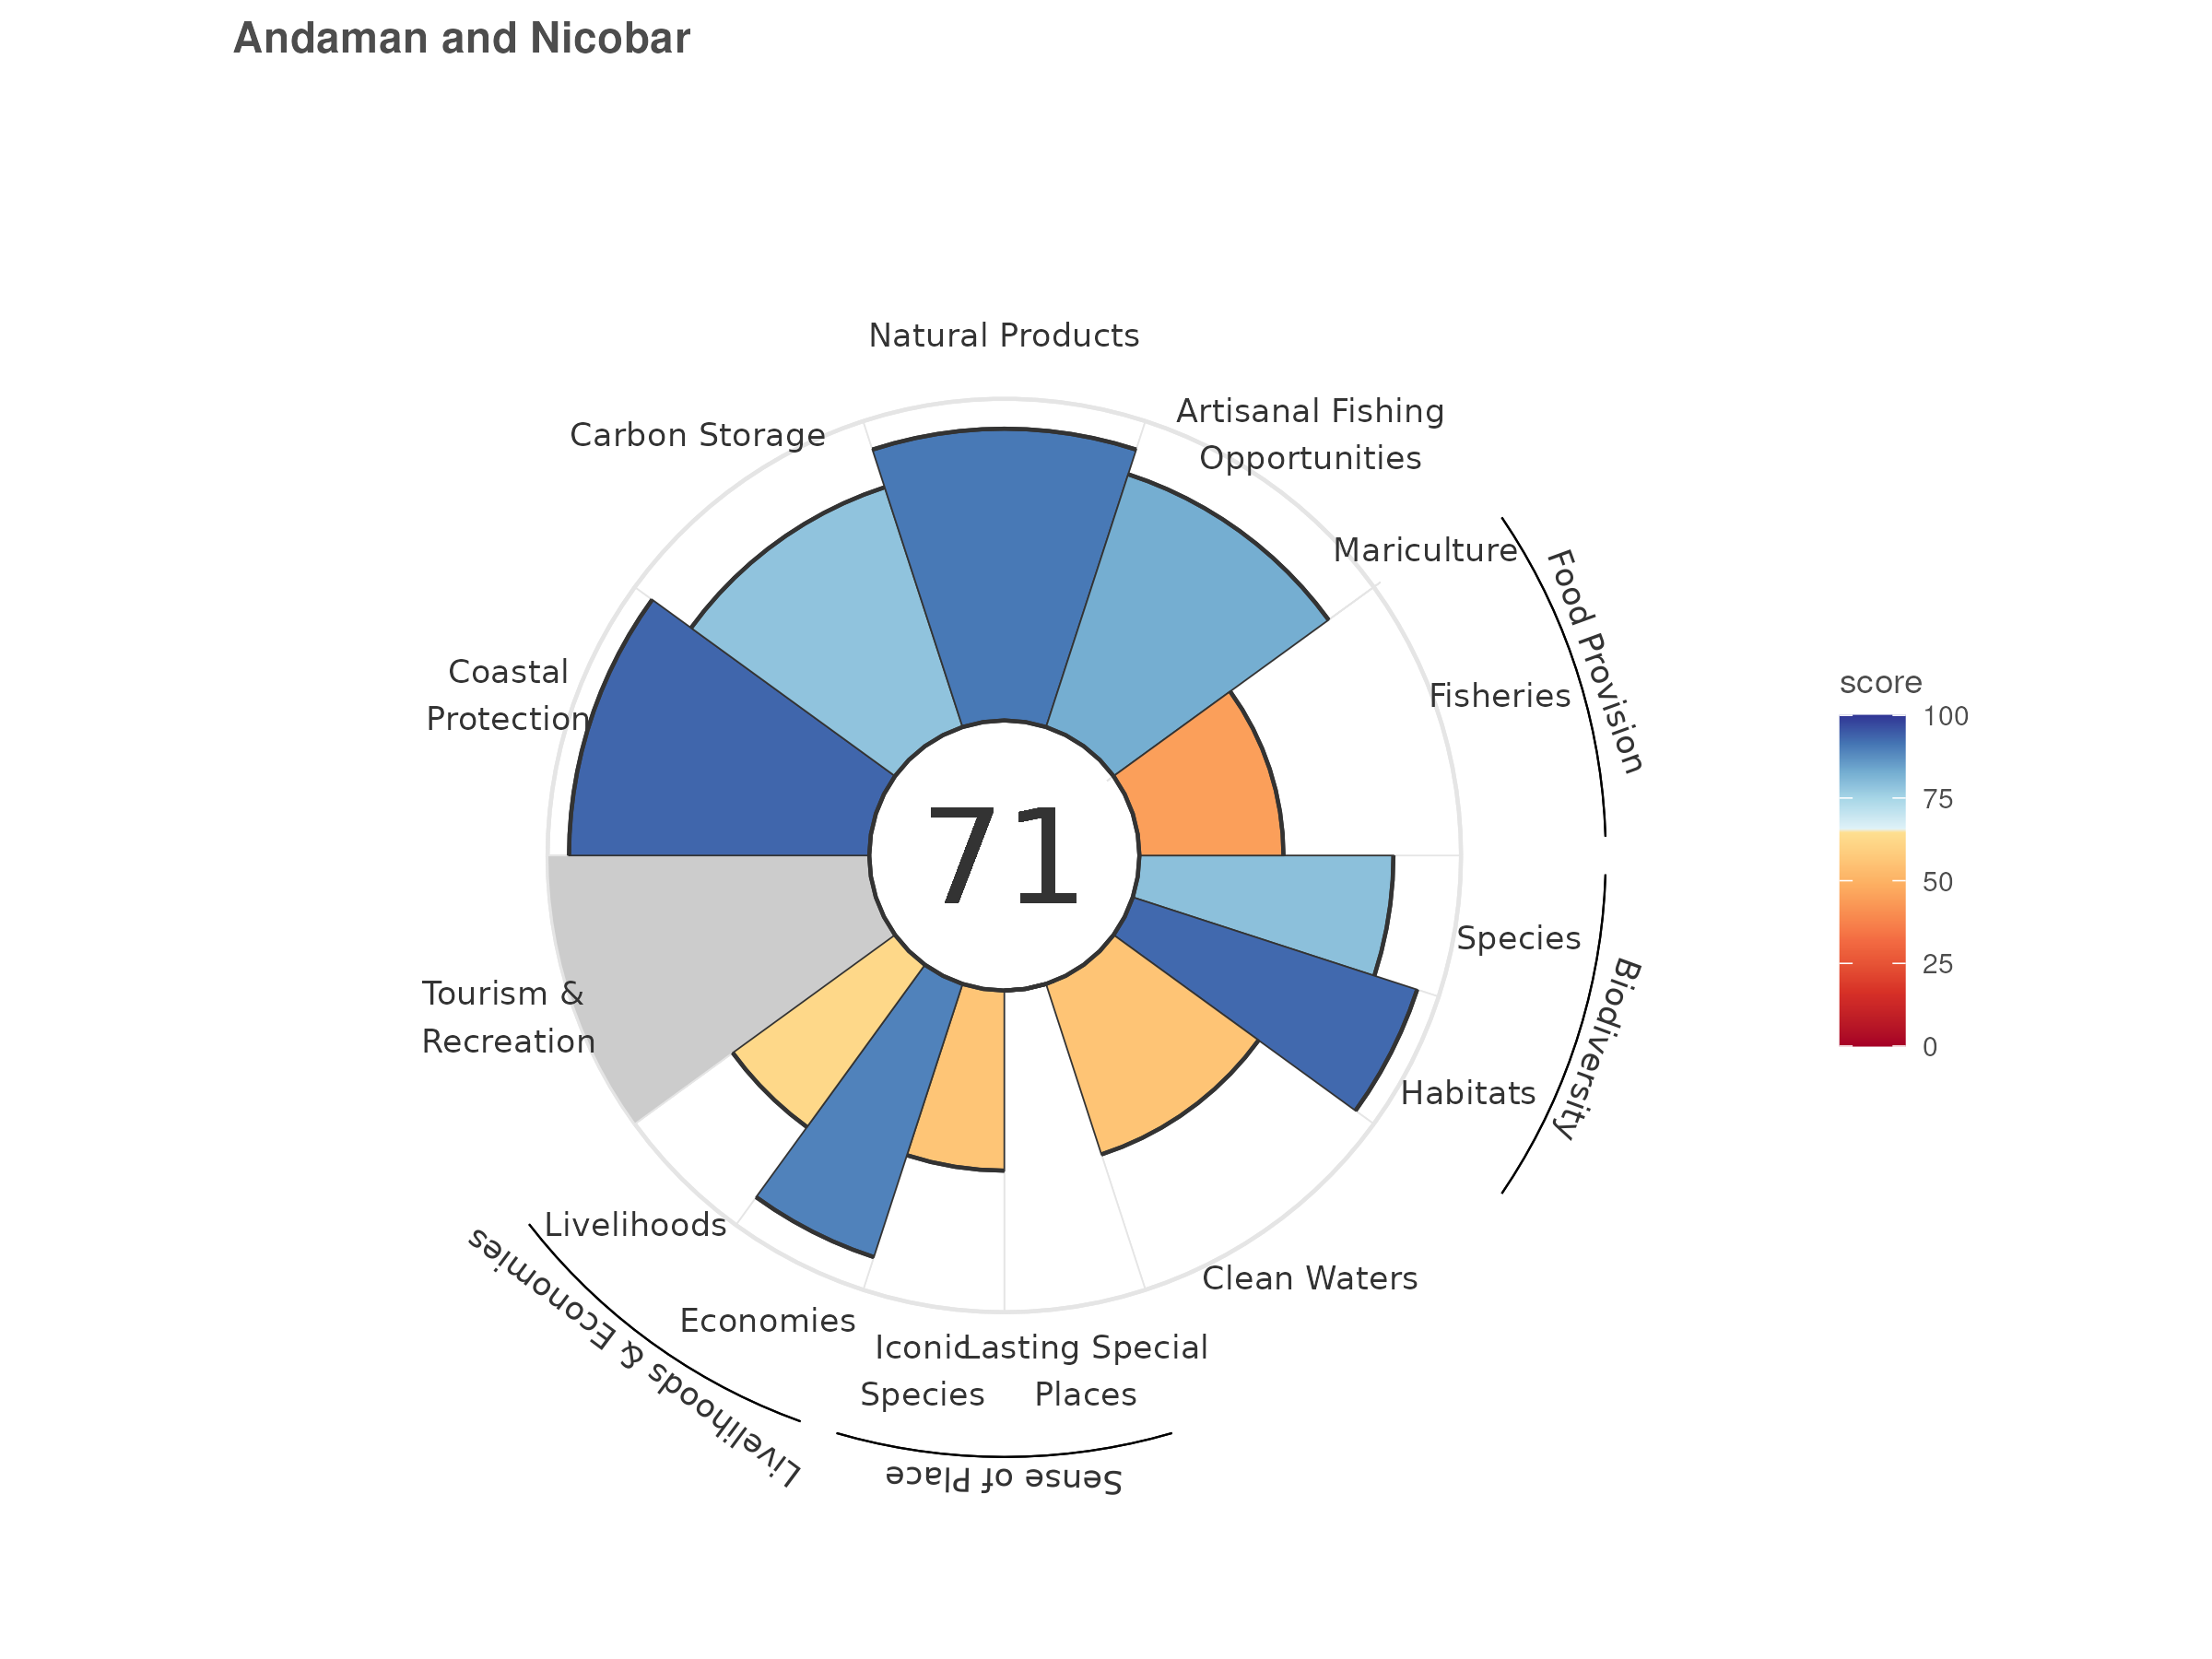 Andaman and Nicobar
Natural Products
Artisanal Fishing
Opportunities
Carbon Storage
Mariculture
Food Provision
Fisheries
Coastal
Protection
score
100
75
50
25
0
71
Species
Biodiversity
Tourism &
Recreation
Habitats
Livelihoods
Livelihoods & Economies
Clean Waters
Economies
Iconic
Species
Lasting Special
Places
Sense of Place